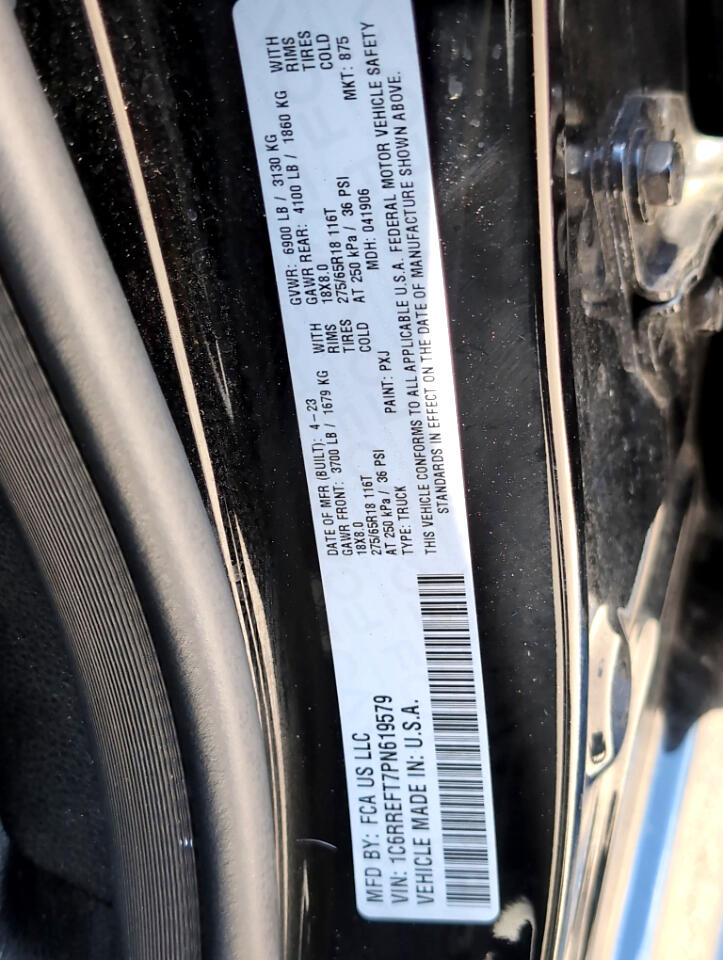 MFD BY: FCA US LLC
VIN: 1C6RREFT7PN619579
VEHICLE MADE IN: U.S.A.
DATE OF MFR (BUILT): 4-23
GAWR FRONT: 3700 LB / 1679 KG WITH
18X8.0 RIMS
275/65R18 116T TIRES
AT 250 kPa / 36 PSI COLD
TYPE: TRUCK PAINT: PXJ
GVWR: 6900 LB / 3130 KG
GAWR REAR: 4100 LB / 1860 KG WITH
18X8.0 RIMS
275/65R18 116T TIRES
AT 250 kPa / 36 PSI COLD
MDH: 041906 MKT: 875
THIS VEHICLE CONFORMS TO ALL APPLICABLE U.S.A. FEDERAL MOTOR VEHICLE SAFETY
STANDARDS IN EFFECT ON THE DATE OF MANUFACTURE SHOWN ABOVE.